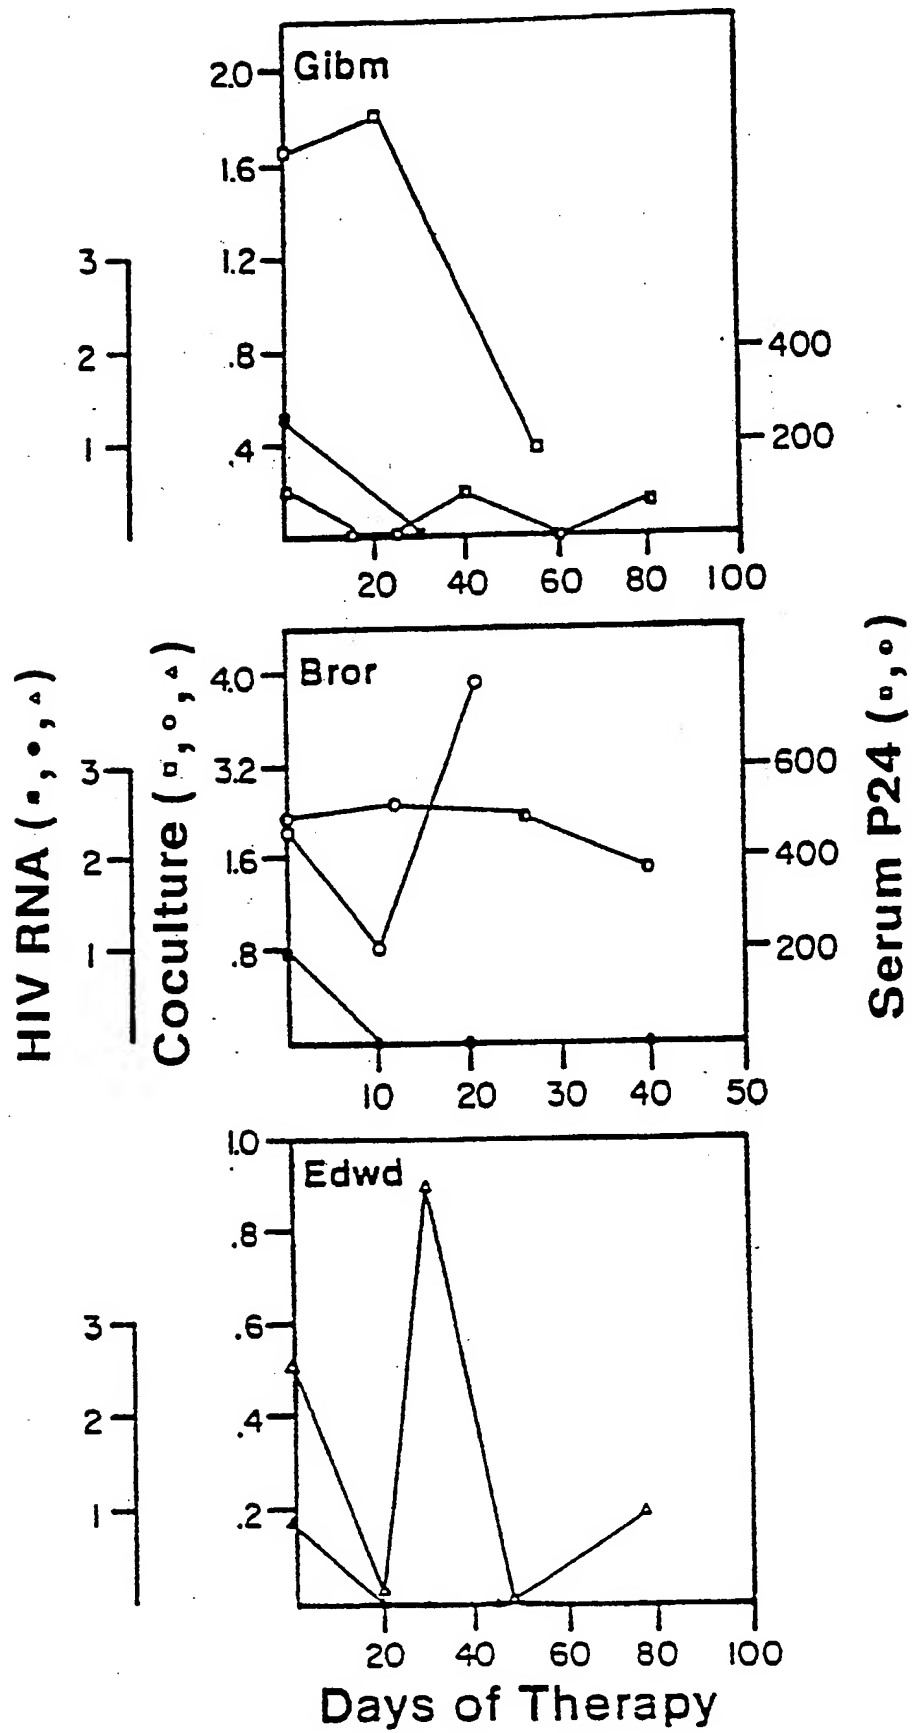 Gibm
2.0
1.6
1.2
.8
.4
3
2
1
400
200
20 40 60 80 100
HIV RNA (▪,•,▵)
Coculture (▫,◦,▵)
Serum P24 (▫,◦)
Bror
4.0
3.2
1.6
.8
3
2
1
600
400
200
10 20 30 40 50
Edwd
1.0
.8
.6
.4
.2
3
2
1
20 40 60 80 100
Days of Therapy